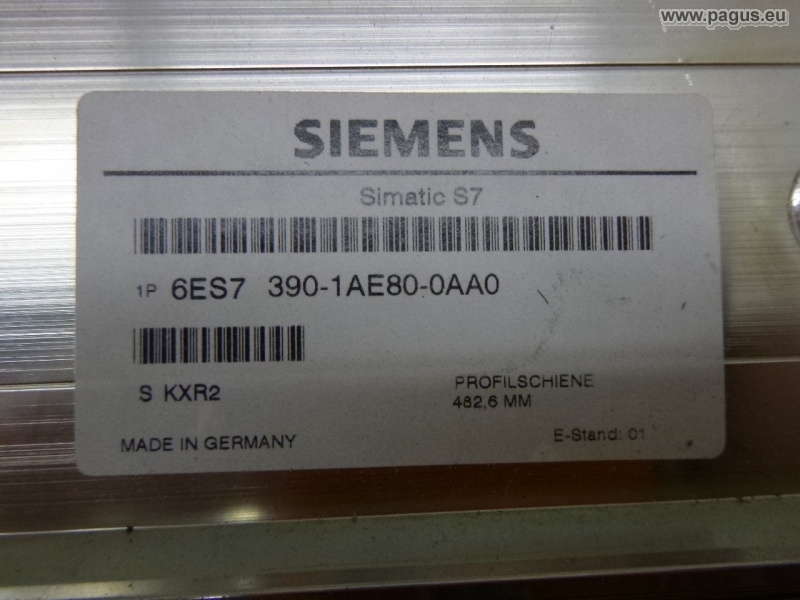 www.pagus.eu
SIEMENS
Simatic S7
1P 6ES7 390-1AE80-0AA0
S KXR2
PROFILSCHIENE
482,6 MM
MADE IN GERMANY
E-Stand: 01